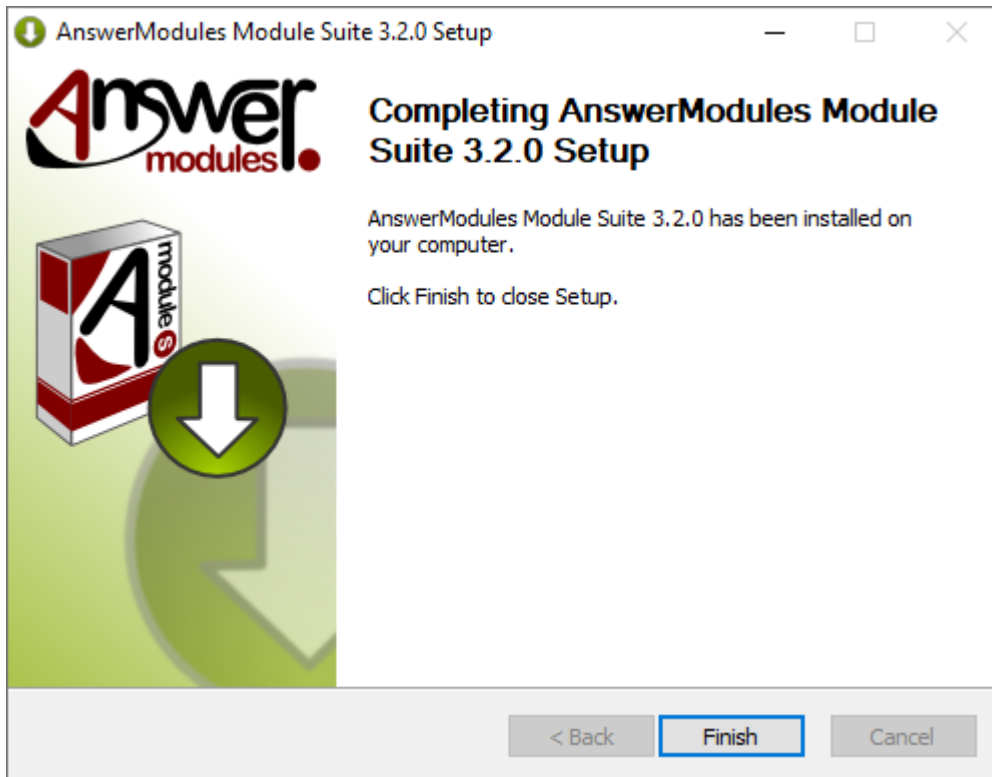 AnswerModules Module Suite 3.2.0 Setup
Answer
modules
Completing AnswerModules Module
Suite 3.2.0 Setup
AnswerModules Module Suite 3.2.0 has been installed on
your computer.
Click Finish to close Setup.
A
module s
< Back
Finish
Cancel